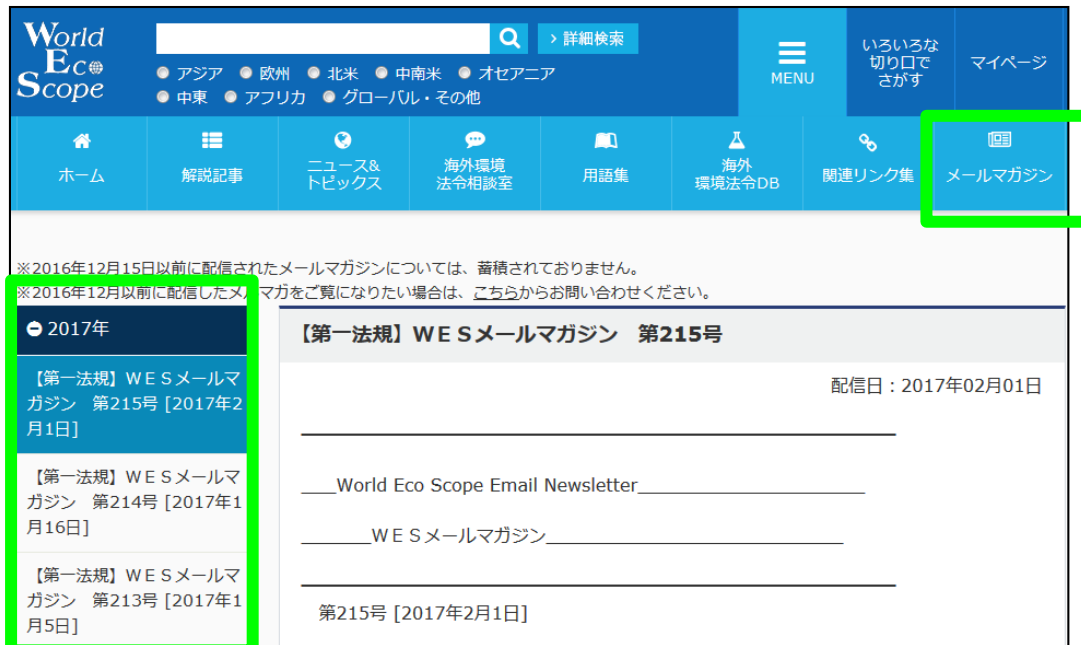 World
Eco
Scope
› 詳細検索
アジア 欧州 北米 中南米 オセアニア
中東 アフリカ グローバル・その他
MENU
いろいろな
切り口で
さがす
マイページ
ホーム
解説記事
ニュース&
トピックス
海外環境
法令相談室
用語集
海外
環境法令DB
関連リンク集
メールマガジン
※2016年12月15日以前に配信されたメールマガジンについては、蓄積されておりません。
※2016年12月以前に配信したメルマガをご覧になりたい場合は、こちらからお問い合わせください。
2017年
【第一法規】ＷＥＳメールマ
ガジン　第215号 [2017年2
月1日]
【第一法規】ＷＥＳメールマ
ガジン　第214号 [2017年1
月16日]
【第一法規】ＷＥＳメールマ
ガジン　第213号 [2017年1
月5日]
【第一法規】ＷＥＳメールマガジン　第215号
配信日：2017年02月01日
___World Eco Scope Email Newsletter____________________
______ＷＥＳメールマガジン__________________________
第215号 [2017年2月1日]